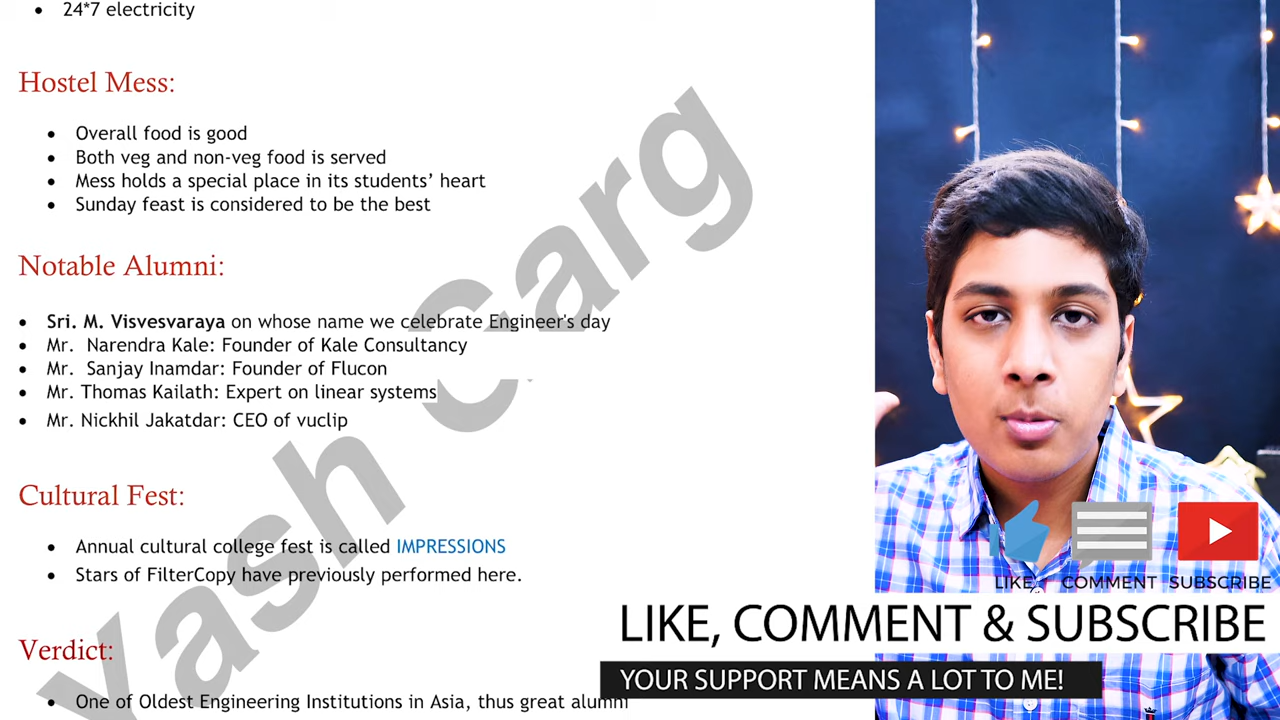 24*7 electricity
Hostel Mess:
Overall food is good
Both veg and non-veg food is served
Mess holds a special place in its students’ heart
Sunday feast is considered to be the best
Notable Alumni:
Sri. M. Visvesvaraya on whose name we celebrate Engineer's day
Mr. Narendra Kale: Founder of Kale Consultancy
Mr. Sanjay Inamdar: Founder of Flucon
Mr. Thomas Kailath: Expert on linear systems
Mr. Nickhil Jakatdar: CEO of vuclip
Cultural Fest:
Annual cultural college fest is called IMPRESSIONS
Stars of FilterCopy have previously performed here.
Verdict:
One of Oldest Engineering Institutions in Asia, thus great alumni
Yash Garg
LIKE COMMENT SUBSCRIBE
LIKE, COMMENT & SUBSCRIBE
YOUR SUPPORT MEANS A LOT TO ME!